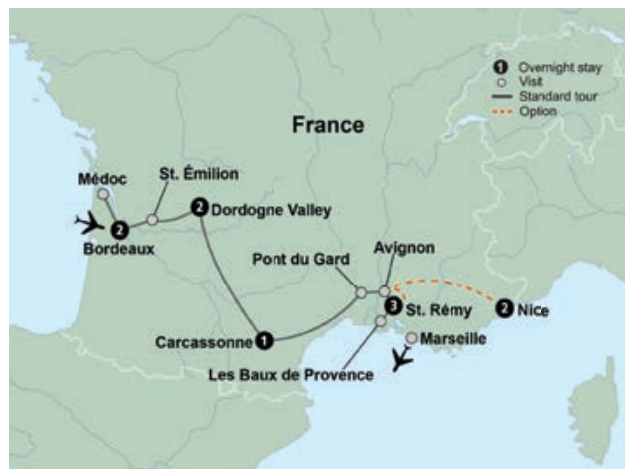 1 Overnight stay
Visit
Standard tour
Option
France
Médoc
St. Émilion
2
2 Dordogne Valley
Bordeaux
Avignon
Pont du Gard
3 St. Rémy
2 Nice
Carcassonne 1
Marseille
Les Baux de Provence